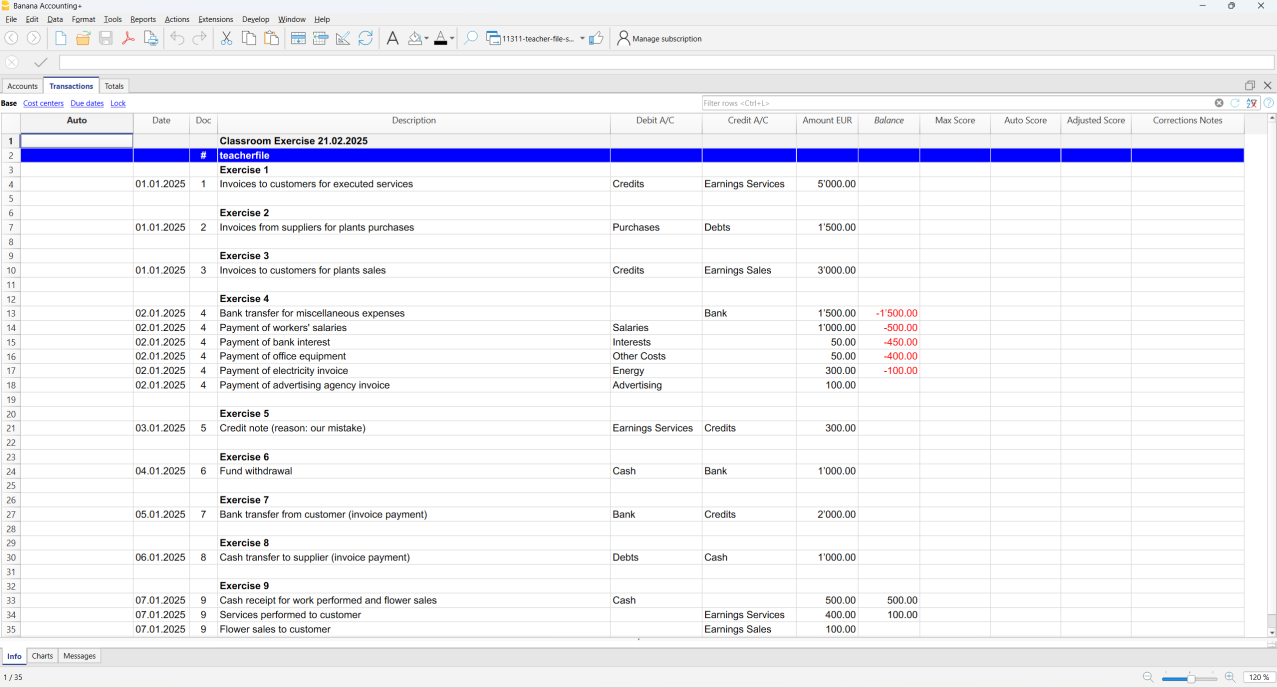 Banana Accounting+
File Edit Data Format Tools Reports Actions Extensions Develop Window Help
11311-teacher-file-s... Manage subscription
Accounts Transactions Totals
Base Cost centers Due dates Lock Filter rows <Ctrl+L>
Auto Date Doc Description Debit A/C Credit A/C Amount EUR Balance Max Score Auto Score Adjusted Score Corrections Notes
1 Classroom Exercise 21.02.2025
2 # teacherfile
3 Exercise 1
4 01.01.2025 1 Invoices to customers for executed services Credits Earnings Services 5'000.00
5
6 Exercise 2
7 01.01.2025 2 Invoices from suppliers for plants purchases Purchases Debts 1'500.00
8
9 Exercise 3
10 01.01.2025 3 Invoices to customers for plants sales Credits Earnings Sales 3'000.00
11
12 Exercise 4
13 02.01.2025 4 Bank transfer for miscellaneous expenses Bank 1'500.00 -1'500.00
14 02.01.2025 4 Payment of workers' salaries Salaries 1'000.00 -500.00
15 02.01.2025 4 Payment of bank interest Interests 50.00 -450.00
16 02.01.2025 4 Payment of office equipment Other Costs 50.00 -400.00
17 02.01.2025 4 Payment of electricity invoice Energy 300.00 -100.00
18 02.01.2025 4 Payment of advertising agency invoice Advertising 100.00
19
20 Exercise 5
21 03.01.2025 5 Credit note (reason: our mistake) Earnings Services Credits 300.00
22
23 Exercise 6
24 04.01.2025 6 Fund withdrawal Cash Bank 1'000.00
25
26 Exercise 7
27 05.01.2025 7 Bank transfer from customer (invoice payment) Bank Credits 2'000.00
28
29 Exercise 8
30 06.01.2025 8 Cash transfer to supplier (invoice payment) Debts Cash 1'000.00
31
32 Exercise 9
33 07.01.2025 9 Cash receipt for work performed and flower sales Cash 500.00 500.00
34 07.01.2025 9 Services performed to customer Earnings Services 400.00 100.00
35 07.01.2025 9 Flower sales to customer Earnings Sales 100.00
Info Charts Messages
1 / 35 120 %